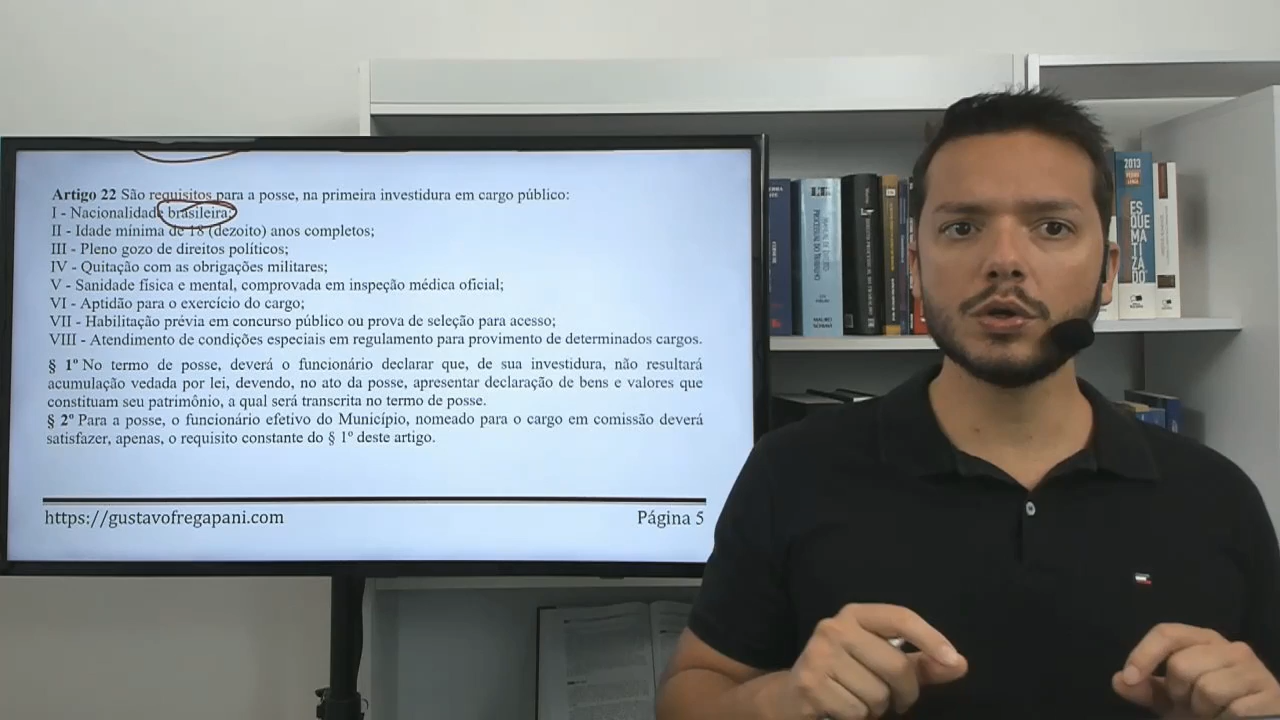 Artigo 22 São requisitos para a posse, na primeira investidura em cargo público:
I - Nacionalidade brasileira;
II - Idade mínima de 18 (dezoito) anos completos;
III - Pleno gozo de direitos políticos;
IV - Quitação com as obrigações militares;
V - Sanidade física e mental, comprovada em inspeção médica oficial;
VI - Aptidão para o exercício do cargo;
VII - Habilitação prévia em concurso público ou prova de seleção para acesso;
VIII - Atendimento de condições especiais em regulamento para provimento de determinados cargos.
§ 1º No termo de posse, deverá o funcionário declarar que, de sua investidura, não resultará
acumulação vedada por lei, devendo, no ato da posse, apresentar declaração de bens e valores que
constituam seu patrimônio, a qual será transcrita no termo de posse.
§ 2º Para a posse, o funcionário efetivo do Município, nomeado para o cargo em comissão deverá
satisfazer, apenas, o requisito constante do § 1º deste artigo.
https://gustavofregapani.com Página 5
LTr
2013
ES
QUE
MA
TIZ
ADO